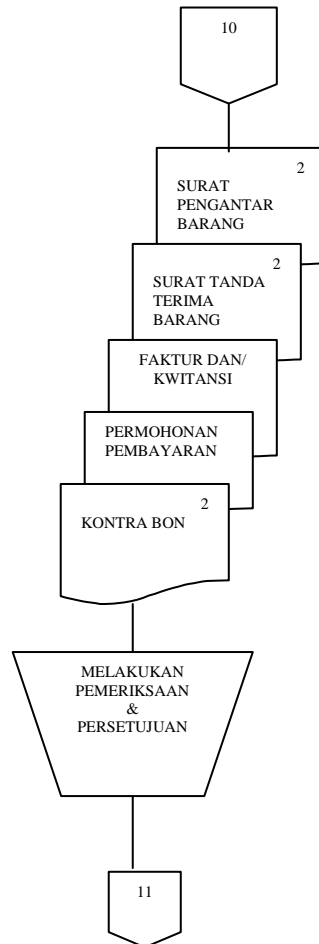 10
2
SURAT
PENGANTAR
BARANG
2
SURAT TANDA
TERIMA
BARANG
FAKTUR DAN/
KWITANSI
PERMOHONAN
PEMBAYARAN
2
KONTRA BON
MELAKUKAN
PEMERIKSAAN
&
PERSETUJUAN
11